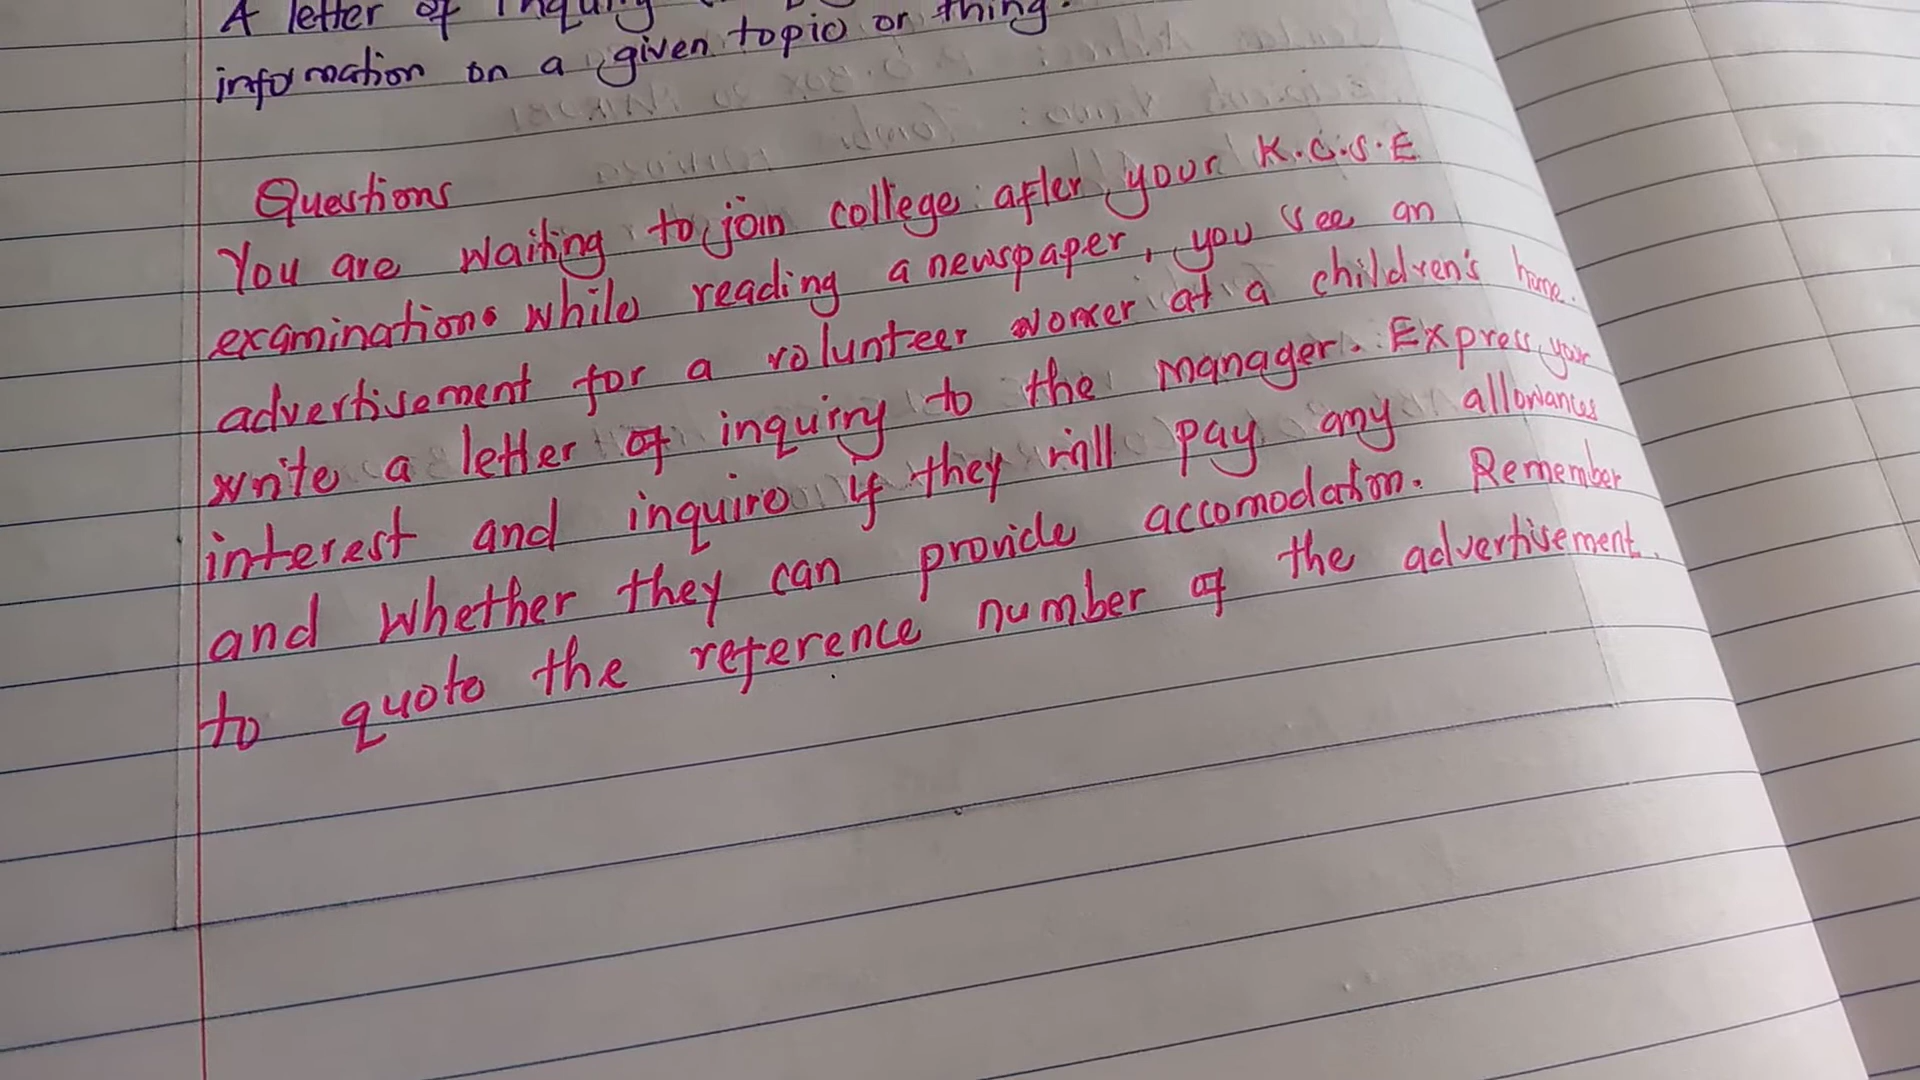 A letter of Inquiry
information on a given topic or thing.
Questions
You are waiting to join college after your K.C.S.E
examinations while reading a newspaper, you see an
advertisement for a volunteer worker at a children's home.
write a letter of inquiry to the manager. Express your
interest and inquire if they will pay any allowances
and whether they can provide accomodation. Remember
to quote the reference number of the advertisement.